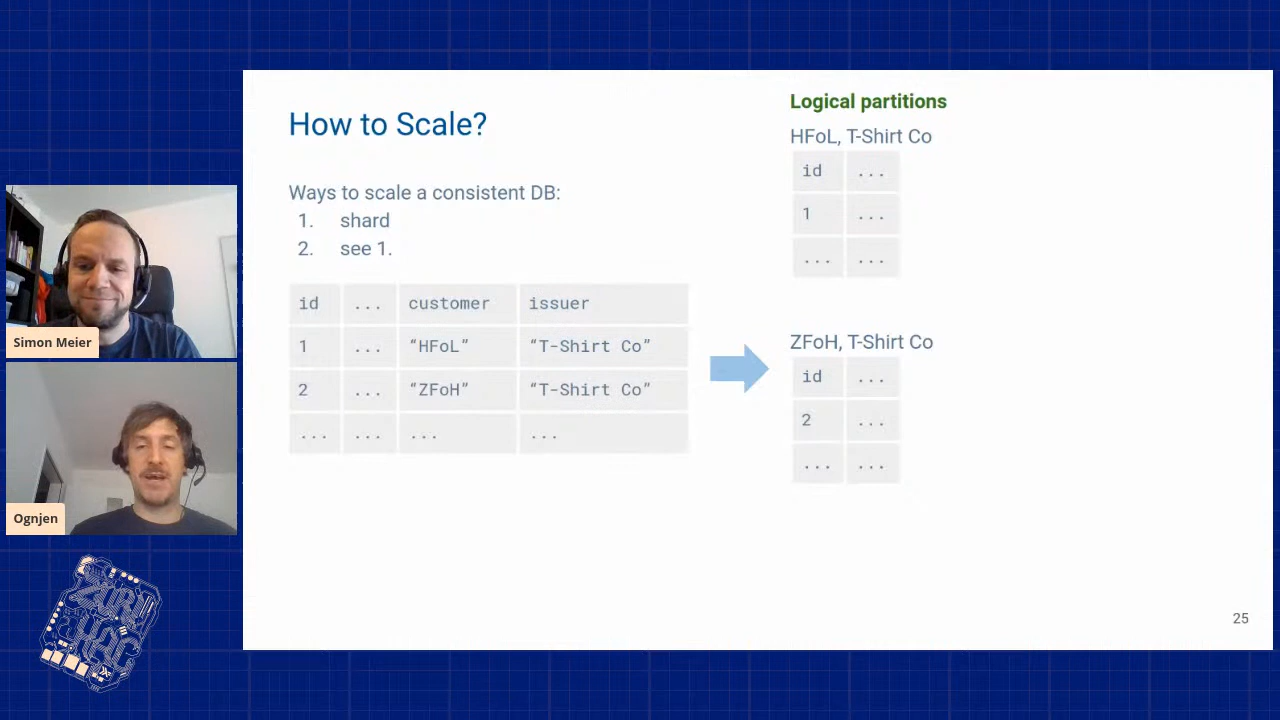 How to Scale?
Ways to scale a consistent DB:
1. shard
2. see 1.
id ... customer issuer
1 ... “HFoL” “T-Shirt Co”
2 ... “ZFoH” “T-Shirt Co”
... ... ... ...
Logical partitions
HFoL, T-Shirt Co
id ...
1 ...
... ...
ZFoH, T-Shirt Co
id ...
2 ...
... ...
25
Simon Meier
Ognjen
ZURI
HAC